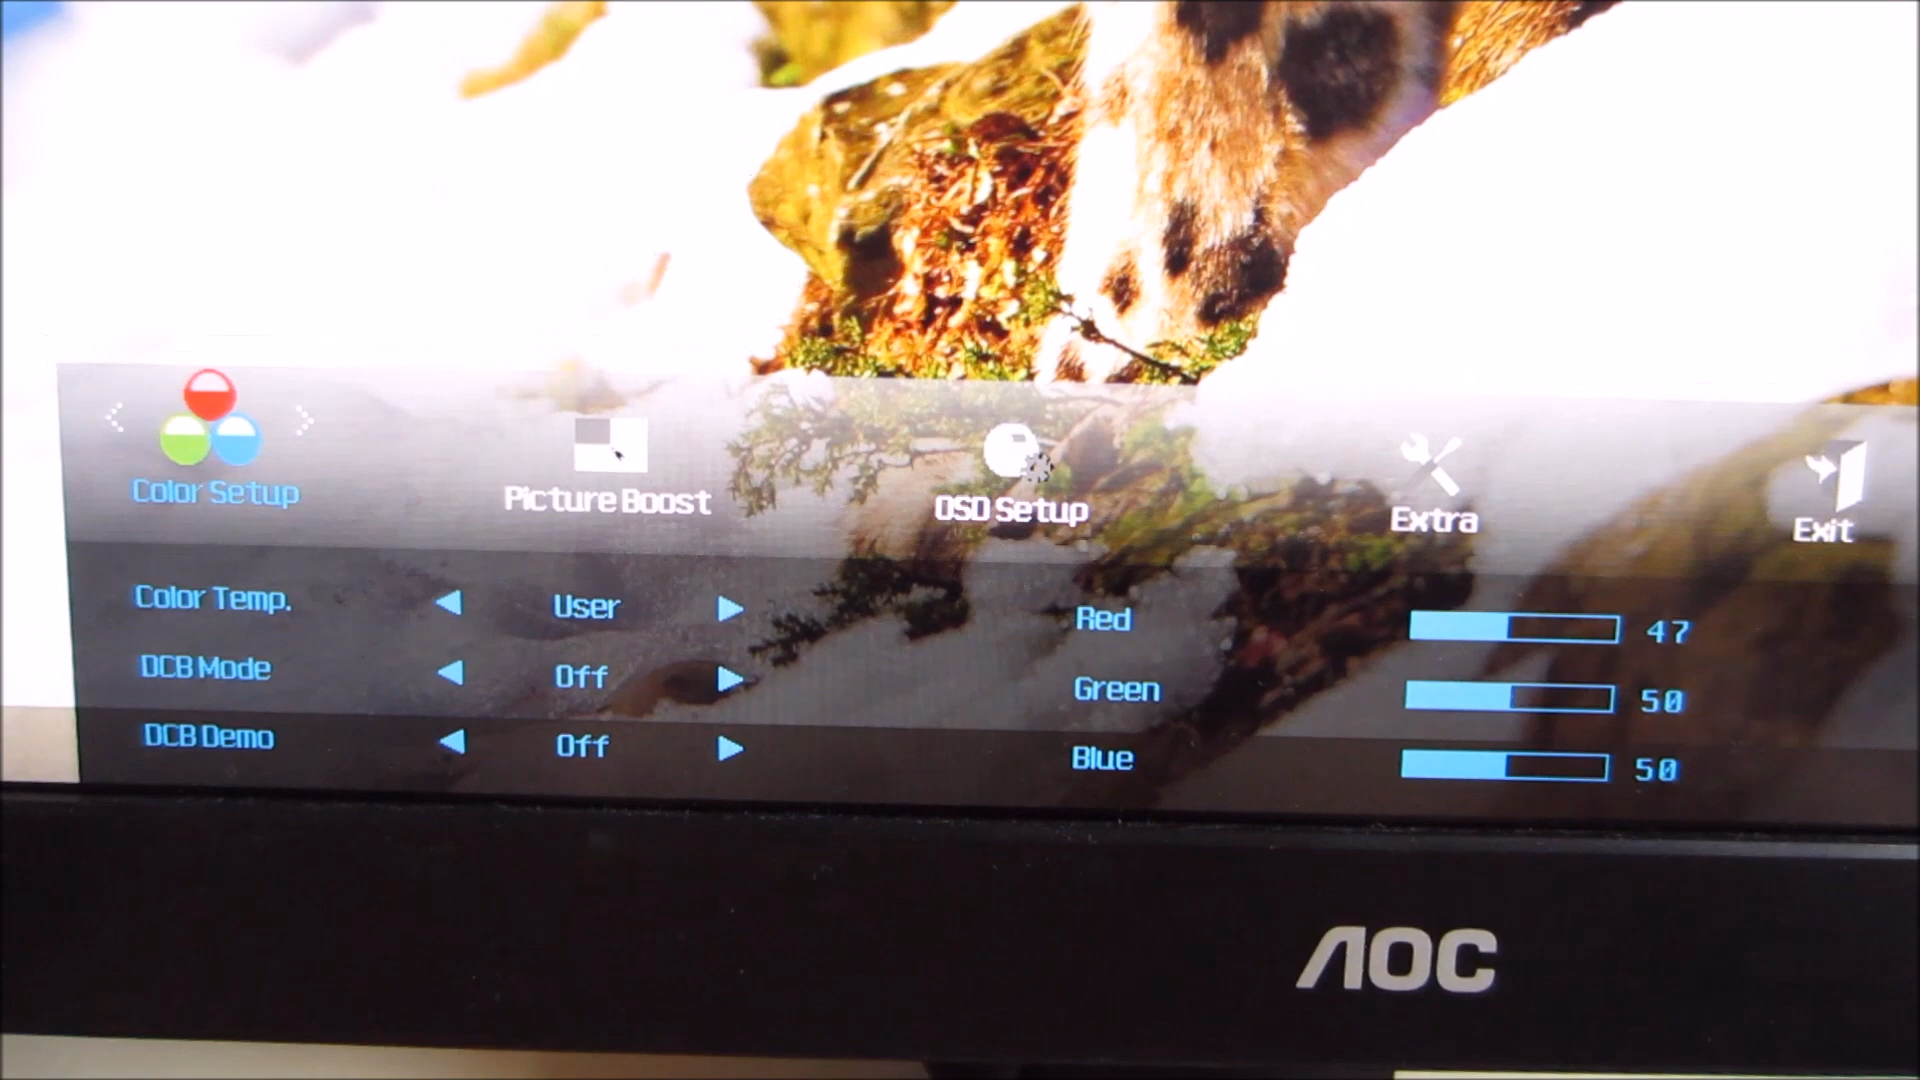 Color Setup
Picture Boost
OSD Setup
Extra
Exit
Color Temp. User Red 47
DCB Mode Off Green 50
DCB Demo Off Blue 50
AOC